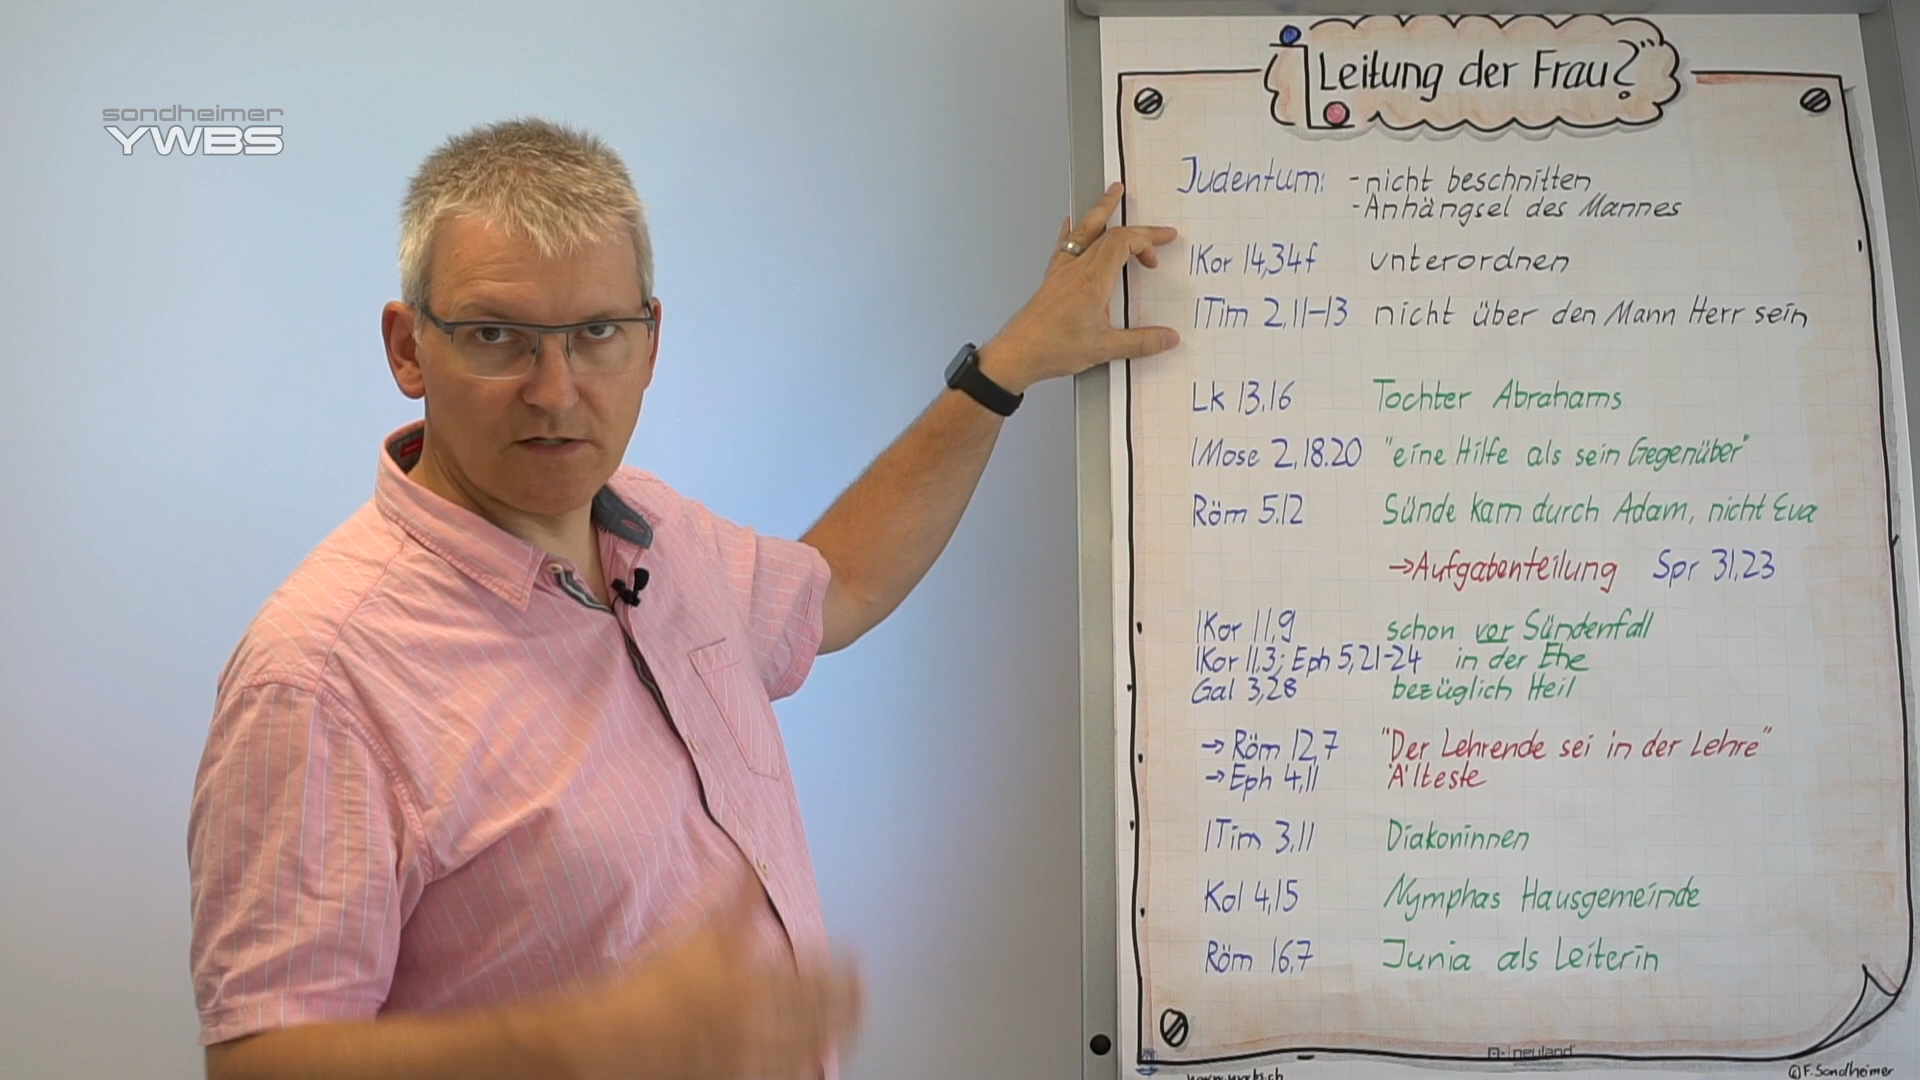 sondheimer
YWBS
Leitung der Frau?
Judentum: - nicht beschnitten
- Anhängsel des Mannes
1Kor 14,34f unterordnen
1Tim 2,11-13 nicht über den Mann Herr sein
Lk 13,16 Tochter Abrahams
1Mose 2,18.20 "eine Hilfe als sein Gegenüber"
Röm 5,12 Sünde kam durch Adam, nicht Eva
→Aufgabenteilung Spr 31,23
1Kor 11,9 schon vor Sündenfall
1Kor 11,3; Eph 5,21-24 in der Ehe
Gal 3,28 bezüglich Heil
→ Röm 12,7 "Der Lehrende sei in der Lehre"
→ Eph 4,11 Älteste
1Tim 3,11 Diakoninnen
Kol 4,15 Nymphas Hausgemeinde
Röm 16,7 Junia als Leiterin
neuland
www.ywbs.ch
©F.Sondheimer